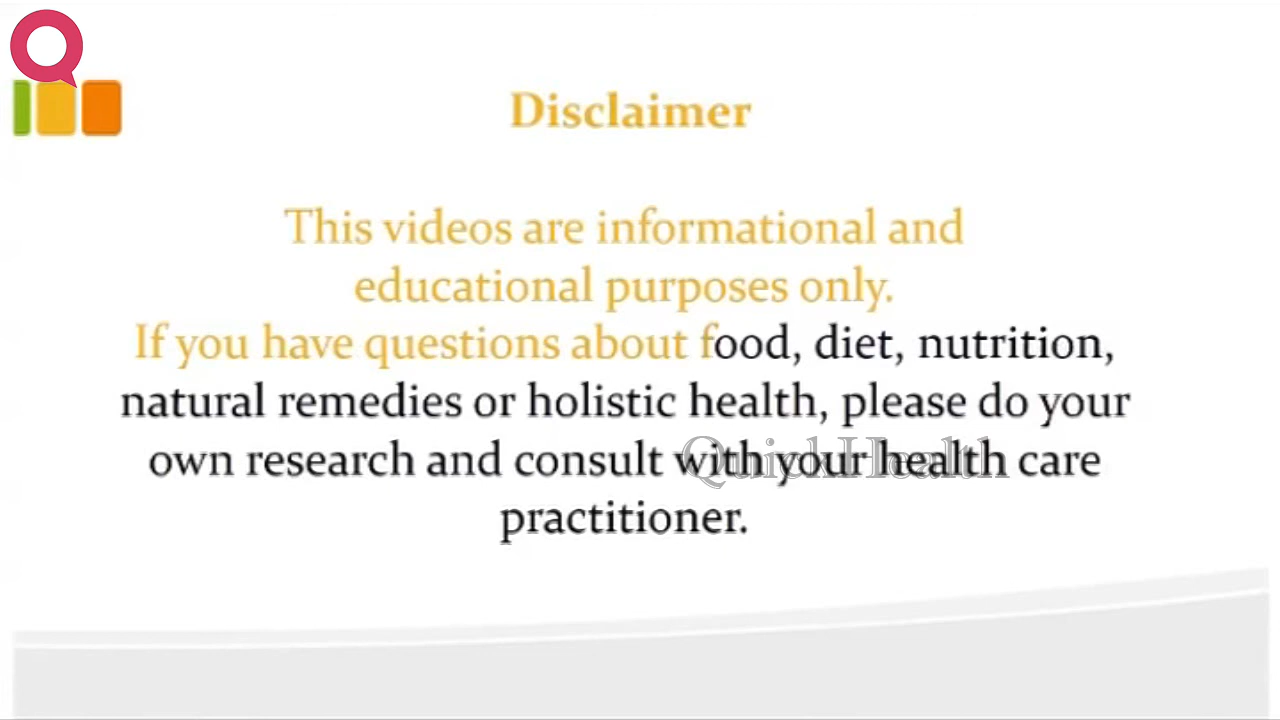 Disclaimer
This videos are informational and
educational purposes only.
If you have questions about food, diet, nutrition,
natural remedies or holistic health, please do your
own research and consult with your health care
practitioner.
QuickHealth